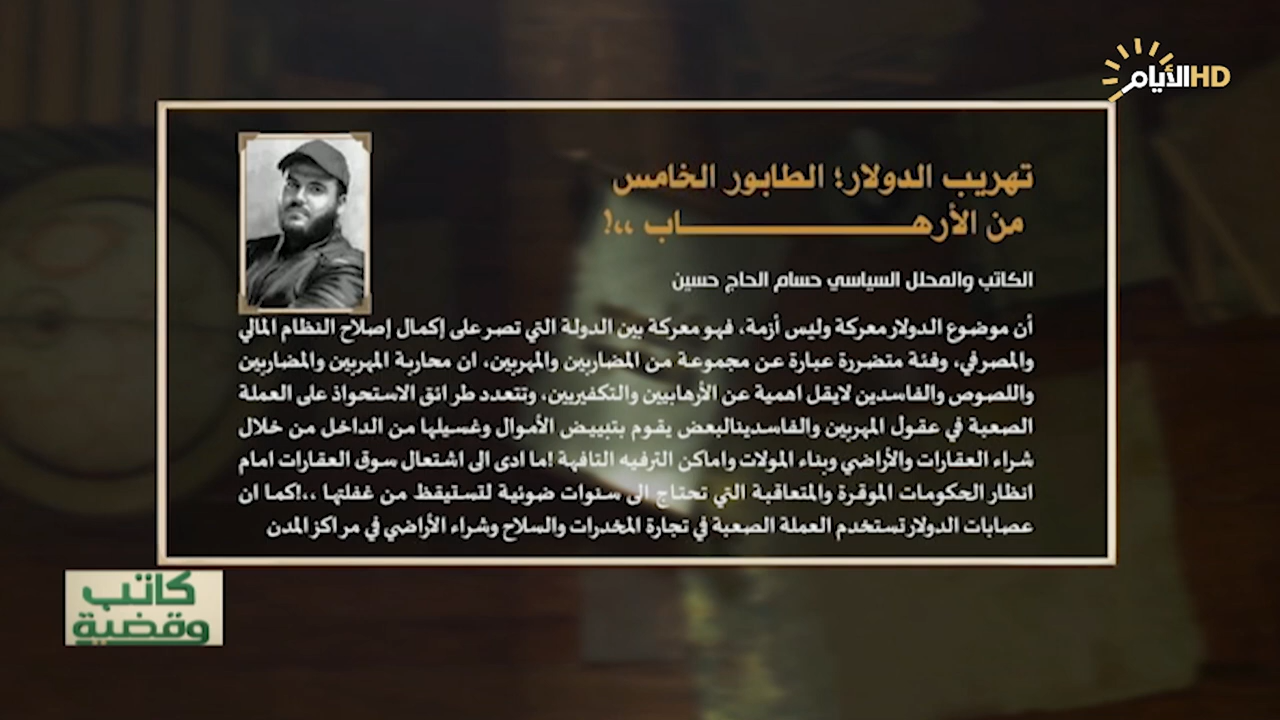 الأيام HD
تهريب الدولار؛ الطابور الخامس
من الأرهـــــــــــــــــاب ،،؟
الكاتب والمحلل السياسي حسام الحاج حسين
أن موضوع الدولار معركة وليس أزمة، فهو معركة بين الدولة التي تصر على إكمال إصلاح النظام المالي
والمصرفي، وفئة متضررة عبارة عن مجموعة من المضاربين والمهربين، ان محاربة المهربين والمضاربين
واللصوص والفاسدين لايقل اهمية عن الأرهابيين والتكفيريين، وتتعدد طرائق الاستحواذ على العملة
الصعبة في عقول المهربين والفاسدينالبعض يقوم بتبييض الأموال وغسيلها من الداخل من خلال
شراء العقارات والأراضي وبناء المولات واماكن الترفيه التافهة !ما ادى الى اشتعال سوق العقارات امام
انظار الحكومات الموقرة والمتعاقبة التي تحتاج الى سنوات ضوئية لتستيقظ من غفلتها ،،!كما ان
عصابات الدولار تستخدم العملة الصعبة في تجارة المخدرات والسلاح وشراء الأراضي في مراكز المدن
كاتب
وقضية